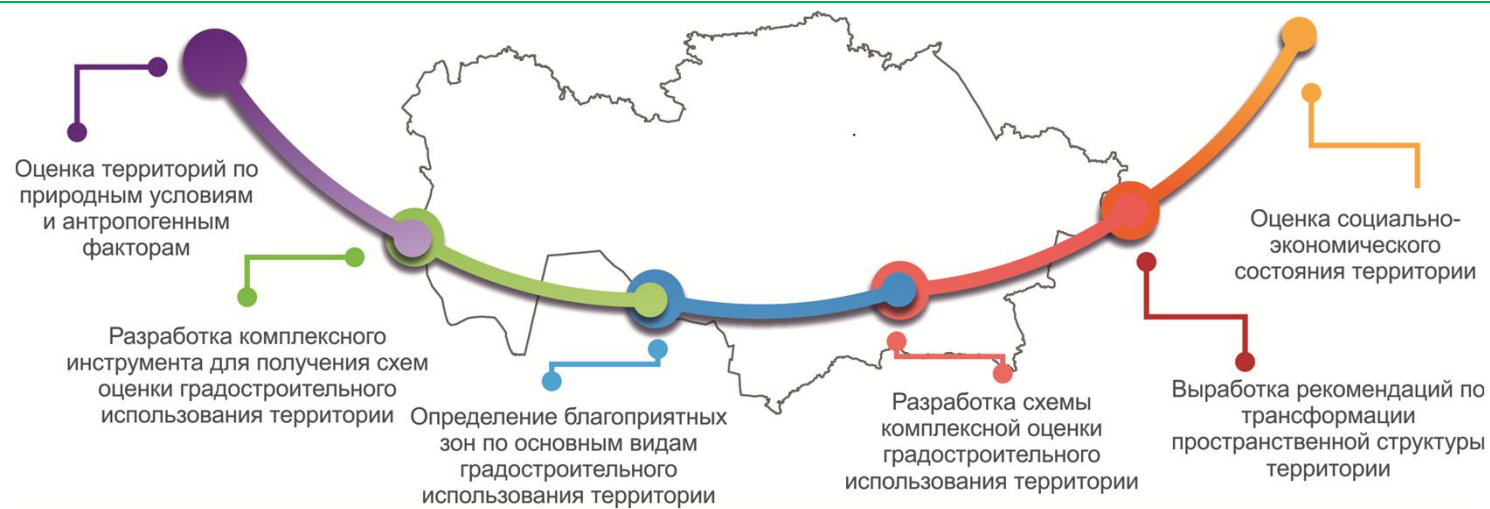 Оценка территорий по
природным условиям
и антропогенным
факторам
Разработка комплексного
инструмента для получения схем
оценки градостроительного
использования территории
Определение благоприятных
зон по основным видам
градостроительного
использования территории
Разработка схемы
комплексной оценки
градостроительного
использования территории
Выработка рекомендаций по
трансформации
пространственной структуры
территории
Оценка социально-
экономического
состояния территории